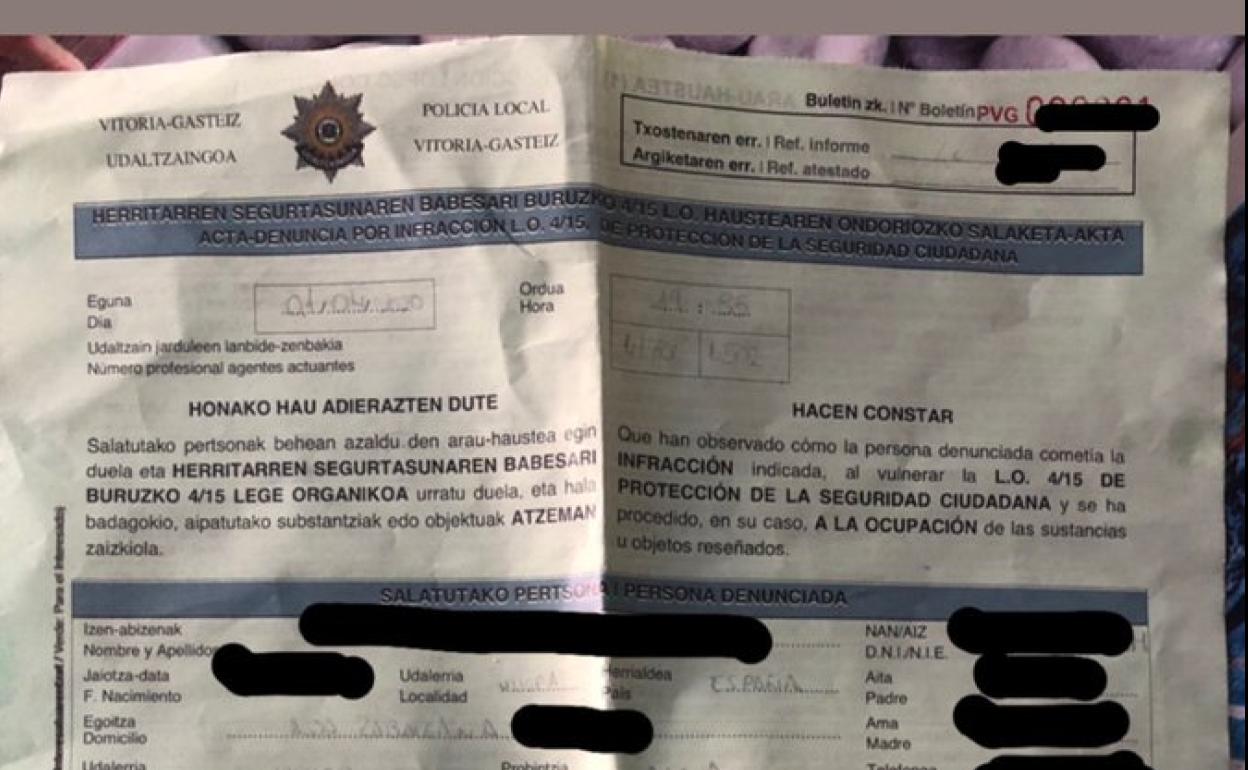 VITORIA-GASTEIZ
UDALTZAINGOA
POLICIA LOCAL
VITORIA-GASTEIZ
Buletin zk. | Nº Boletín PVG
Txostenaren err. | Ref. informe
Argiketaren err. | Ref. atestado
HERRITARREN SEGURTASUNAREN BABESARI BURUZKO 4/15 L.O. HAUSTEAREN ONDORIOZKO SALAKETA-AKTA
ACTA-DENUNCIA POR INFRACCIÓN L.O. 4/15, DE PROTECCIÓN DE LA SEGURIDAD CIUDADANA
Eguna
Día
Ordua
Hora
Udaltzain jarduleen lanbide-zenbakia
Número profesional agentes actuantes
HONAKO HAU ADIERAZTEN DUTE
Salatutako pertsonak behean azaldu den arau-haustea egin
duela eta HERRITARREN SEGURTASUNAREN BABESARI
BURUZKO 4/15 LEGE ORGANIKOA urratu duela, eta hala
badagokio, aipatutako substantziak edo objektuak ATZEMAN
zaizkiola.
HACEN CONSTAR
Que han observado cómo la persona denunciada cometía la
INFRACCIÓN indicada, al vulnerar la L.O. 4/15 DE
PROTECCIÓN DE LA SEGURIDAD CIUDADANA y se ha
procedido, en su caso, A LA OCUPACIÓN de las sustancias
u objetos reseñados.
SALATUTAKO PERTSONA | PERSONA DENUNCIADA
Izen-abizenak
Nombre y Apellidos
NAN/AIZ
D.N.I./N.I.E.
Jaiotza-data
F. Nacimiento
Udalerria
Localidad
Herrialdea
País
ESPAÑA
Aita
Padre
Egoitza
Domicilio
Ama
Madre
Udalerria
Probintzia
Telefonoa
/ Verde: Para el Interesado)